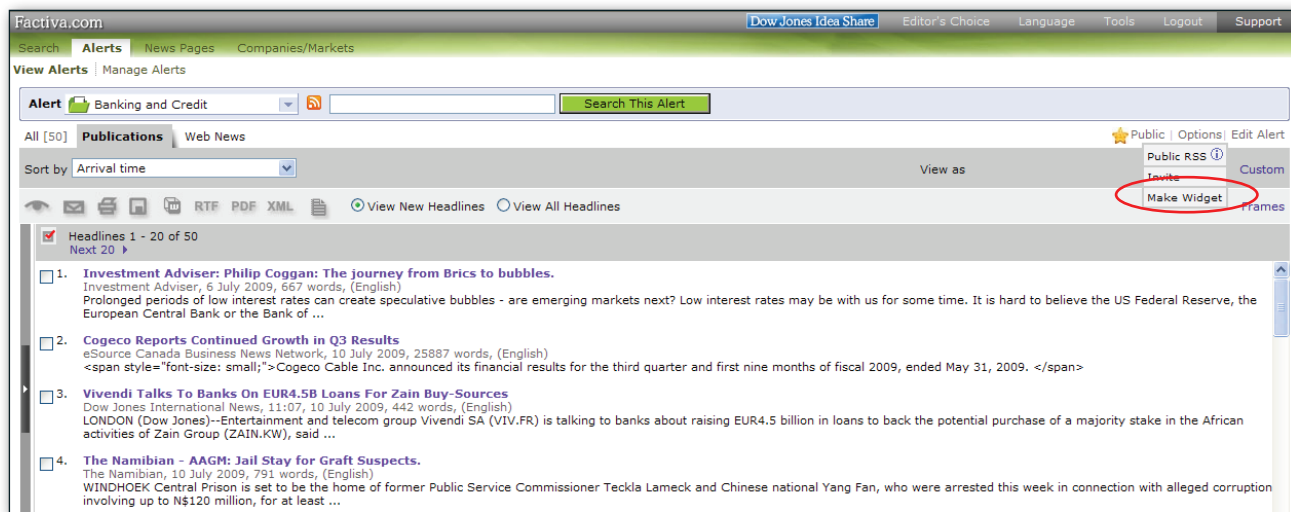 Factiva.com Dow Jones Idea Share Editor's Choice Language Tools Logout Support
Search Alerts News Pages Companies/Markets
View Alerts | Manage Alerts
Alert Banking and Credit Search This Alert
All [50] Publications Web News Public | Options | Edit Alert
Public RSS
Sort by Arrival time View as Custom
Invite
Make Widget
RTF PDF XML View New Headlines View All Headlines Frames
Headlines 1 - 20 of 50
Next 20
1. Investment Adviser: Philip Coggan: The journey from Brics to bubbles.
Investment Adviser, 6 July 2009, 667 words, (English)
Prolonged periods of low interest rates can create speculative bubbles - are emerging markets next? Low interest rates may be with us for some time. It is hard to believe the US Federal Reserve, the
European Central Bank or the Bank of ...
2. Cogeco Reports Continued Growth in Q3 Results
eSource Canada Business News Network, 10 July 2009, 25887 words, (English)
<span style="font-size: small;">Cogeco Cable Inc. announced its financial results for the third quarter and first nine months of fiscal 2009, ended May 31, 2009. </span>
3. Vivendi Talks To Banks On EUR4.5B Loans For Zain Buy-Sources
Dow Jones International News, 11:07, 10 July 2009, 442 words, (English)
LONDON (Dow Jones)--Entertainment and telecom group Vivendi SA (VIV.FR) is talking to banks about raising EUR4.5 billion in loans to back the potential purchase of a majority stake in the African
activities of Zain Group (ZAIN.KW), said ...
4. The Namibian - AAGM: Jail Stay for Graft Suspects.
The Namibian, 10 July 2009, 791 words, (English)
WINDHOEK Central Prison is set to be the home of former Public Service Commissioner Teckla Lameck and Chinese national Yang Fan, who were arrested this week in connection with alleged corruption
involving up to N$120 million, for at least ...